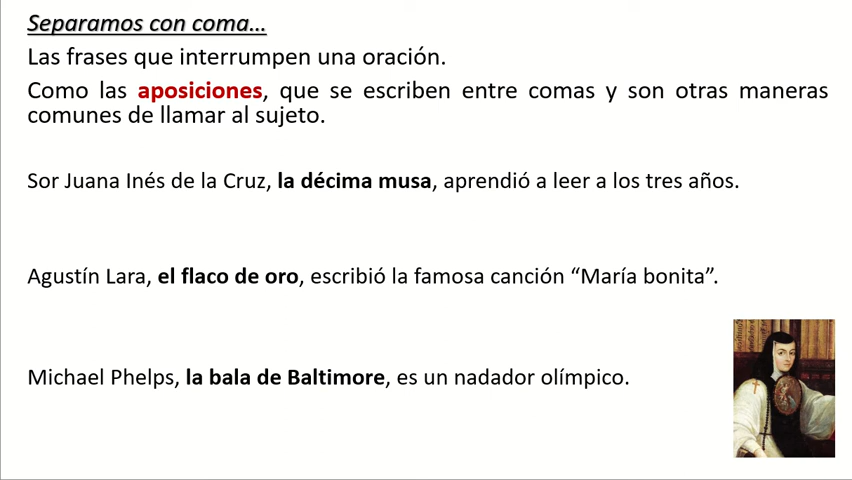 Separamos con coma...
Las frases que interrumpen una oración.
Como las aposiciones, que se escriben entre comas y son otras maneras
comunes de llamar al sujeto.
Sor Juana Inés de la Cruz, la décima musa, aprendió a leer a los tres años.
Agustín Lara, el flaco de oro, escribió la famosa canción “María bonita”.
Michael Phelps, la bala de Baltimore, es un nadador olímpico.